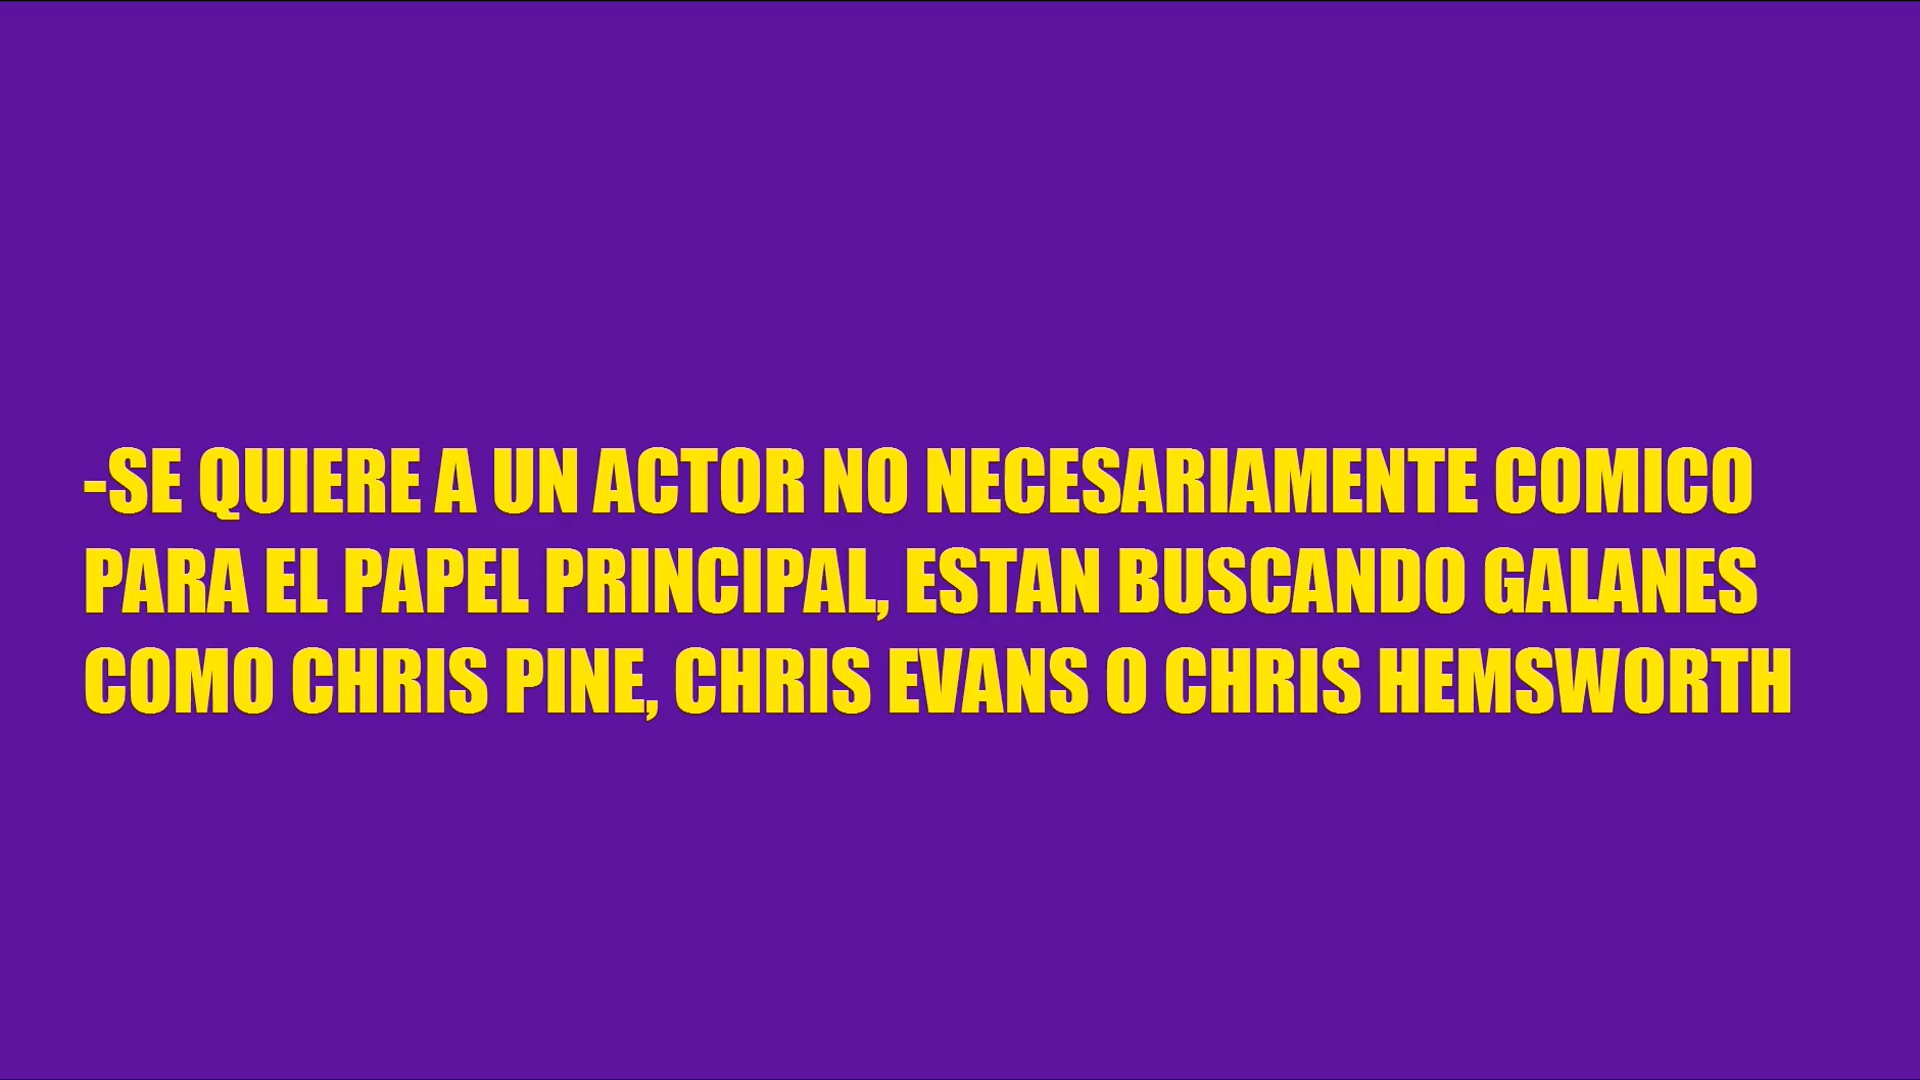 -SE QUIERE A UN ACTOR NO NECESARIAMENTE COMICO
PARA EL PAPEL PRINCIPAL, ESTAN BUSCANDO GALANES
COMO CHRIS PINE, CHRIS EVANS O CHRIS HEMSWORTH